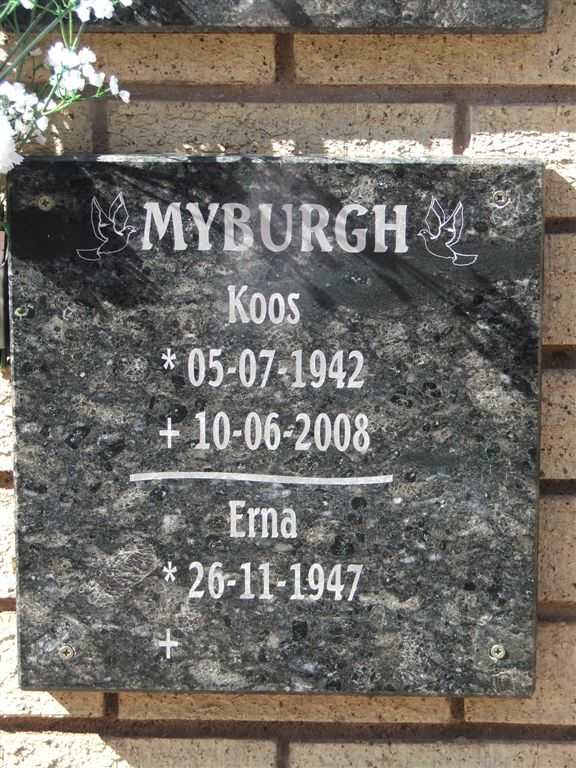 MYBURGH
Koos
* 05-07-1942
+ 10-06-2008
Erna
* 26-11-1947
+